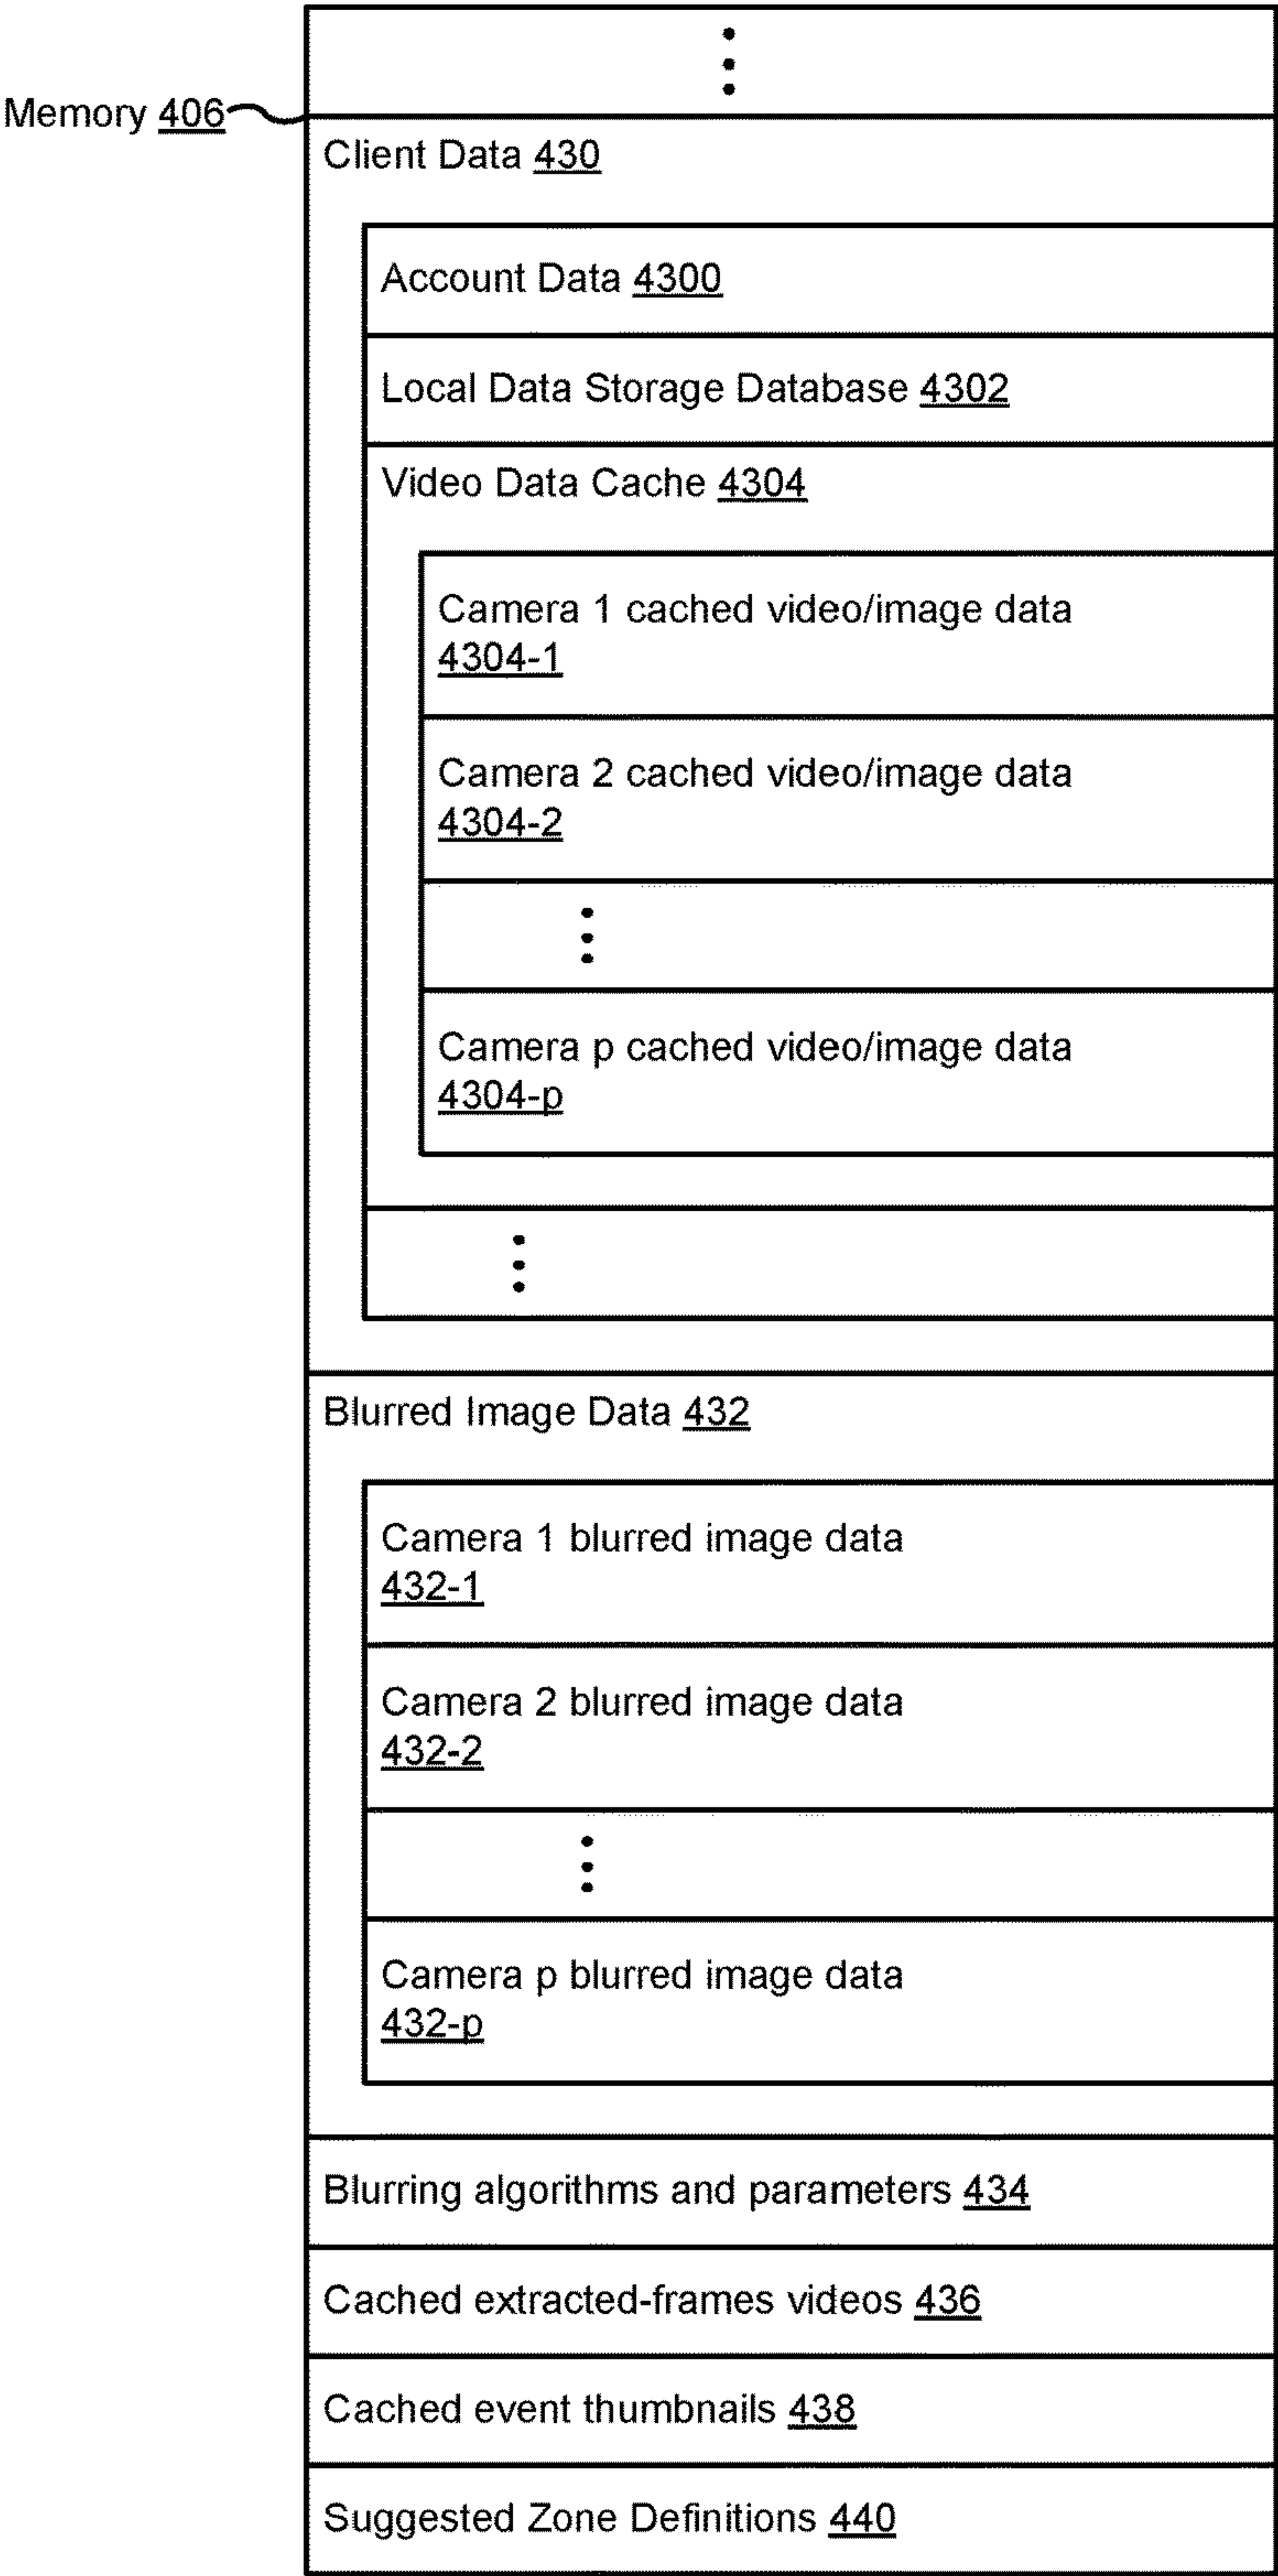 Memory 406
Client Data 430
Account Data 4300
Local Data Storage Database 4302
Video Data Cache 4304
Camera 1 cached video/image data
4304-1
Camera 2 cached video/image data
4304-2
Camera p cached video/image data
4304-p
Blurred Image Data 432
Camera 1 blurred image data
432-1
Camera 2 blurred image data
432-2
Camera p blurred image data
432-p
Blurring algorithms and parameters 434
Cached extracted-frames videos 436
Cached event thumbnails 438
Suggested Zone Definitions 440